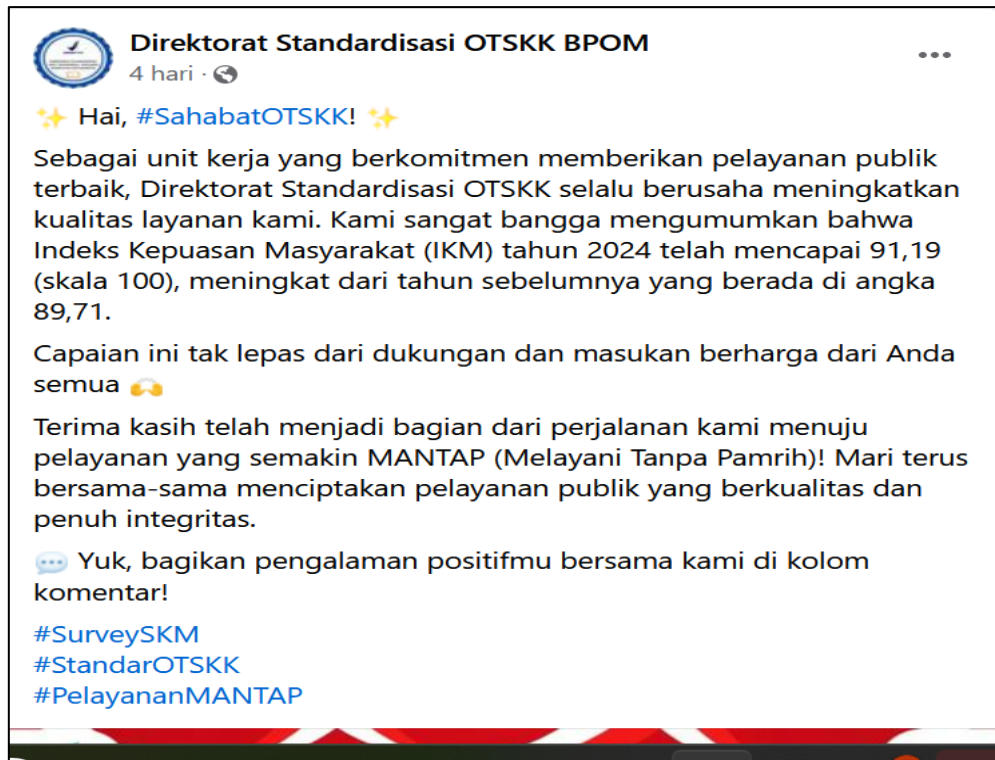 Direktorat Standardisasi OTSKK BPOM
4 hari ·
✨ Hai, #SahabatOTSKK! ✨
Sebagai unit kerja yang berkomitmen memberikan pelayanan publik
terbaik, Direktorat Standardisasi OTSKK selalu berusaha meningkatkan
kualitas layanan kami. Kami sangat bangga mengumumkan bahwa
Indeks Kepuasan Masyarakat (IKM) tahun 2024 telah mencapai 91,19
(skala 100), meningkat dari tahun sebelumnya yang berada di angka
89,71.
Capaian ini tak lepas dari dukungan dan masukan berharga dari Anda
semua 🙌
Terima kasih telah menjadi bagian dari perjalanan kami menuju
pelayanan yang semakin MANTAP (Melayani Tanpa Pamrih)! Mari terus
bersama-sama menciptakan pelayanan publik yang berkualitas dan
penuh integritas.
💬 Yuk, bagikan pengalaman positifmu bersama kami di kolom
komentar!
#SurveySKM
#StandarOTSKK
#PelayananMANTAP